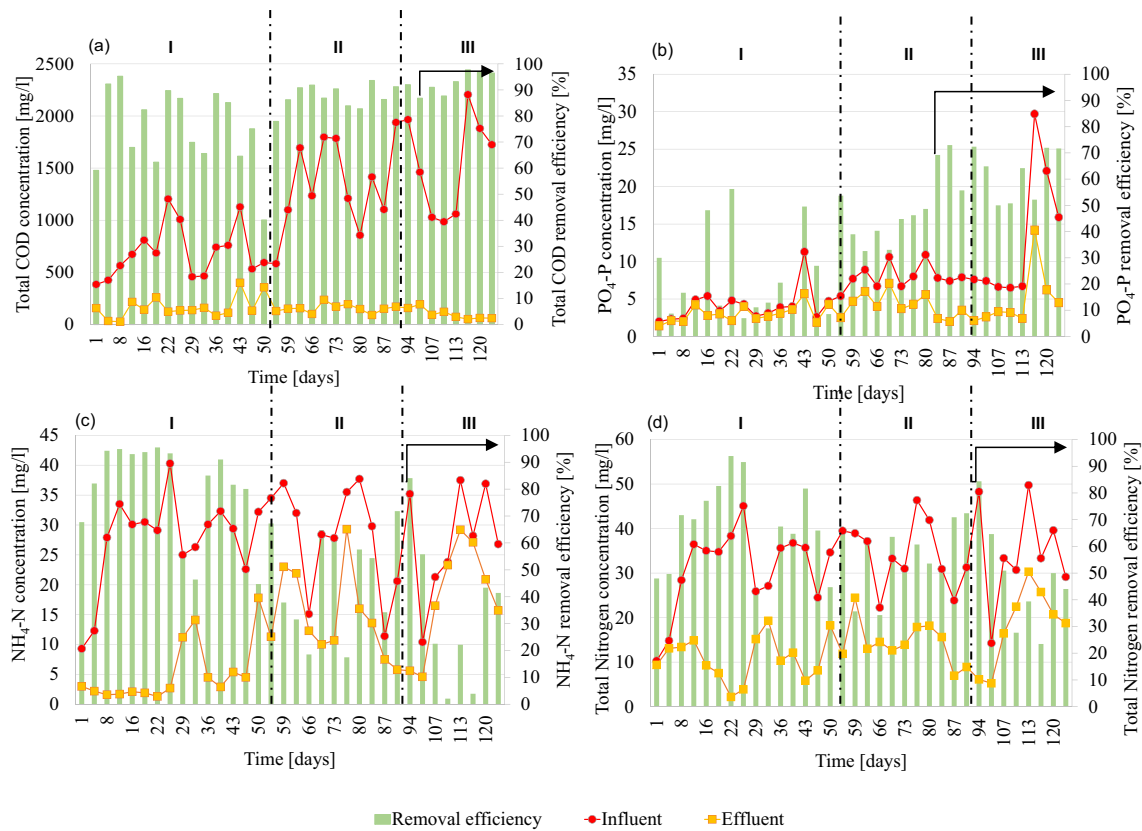 (a)
I
II
III
2500
2000
1500
1000
500
0
Total COD concentration [mg/l]
100
90
80
70
60
50
40
30
20
10
0
Total COD removal efficiency [%]
1 8 16 22 29 36 43 50 59 66 73 80 87 94 107 113 120
Time [days]
(b)
I
II
III
35
30
25
20
15
10
5
0
PO4-P concentration [mg/l]
100
90
80
70
60
50
40
30
20
10
0
PO4-P removal efficiency [%]
1 8 16 22 29 36 43 50 59 66 73 80 87 94 107 113 120
Time [days]
(c)
I
II
III
45
40
35
30
25
20
15
10
5
0
NH4-N concentration [mg/l]
100
90
80
70
60
50
40
30
20
10
0
NH4-N removal efficiency [%]
1 8 16 22 29 36 43 50 59 66 73 80 87 94 107 113 120
Time [days]
(d)
I
II
III
60
50
40
30
20
10
0
Total Nitrogen concentration [mg/l]
100
90
80
70
60
50
40
30
20
10
0
Total Nitrogen removal efficiency [%]
1 8 16 22 29 36 43 50 59 66 73 80 87 94 107 113 120
Time [days]
Removal efficiency Influent Effluent